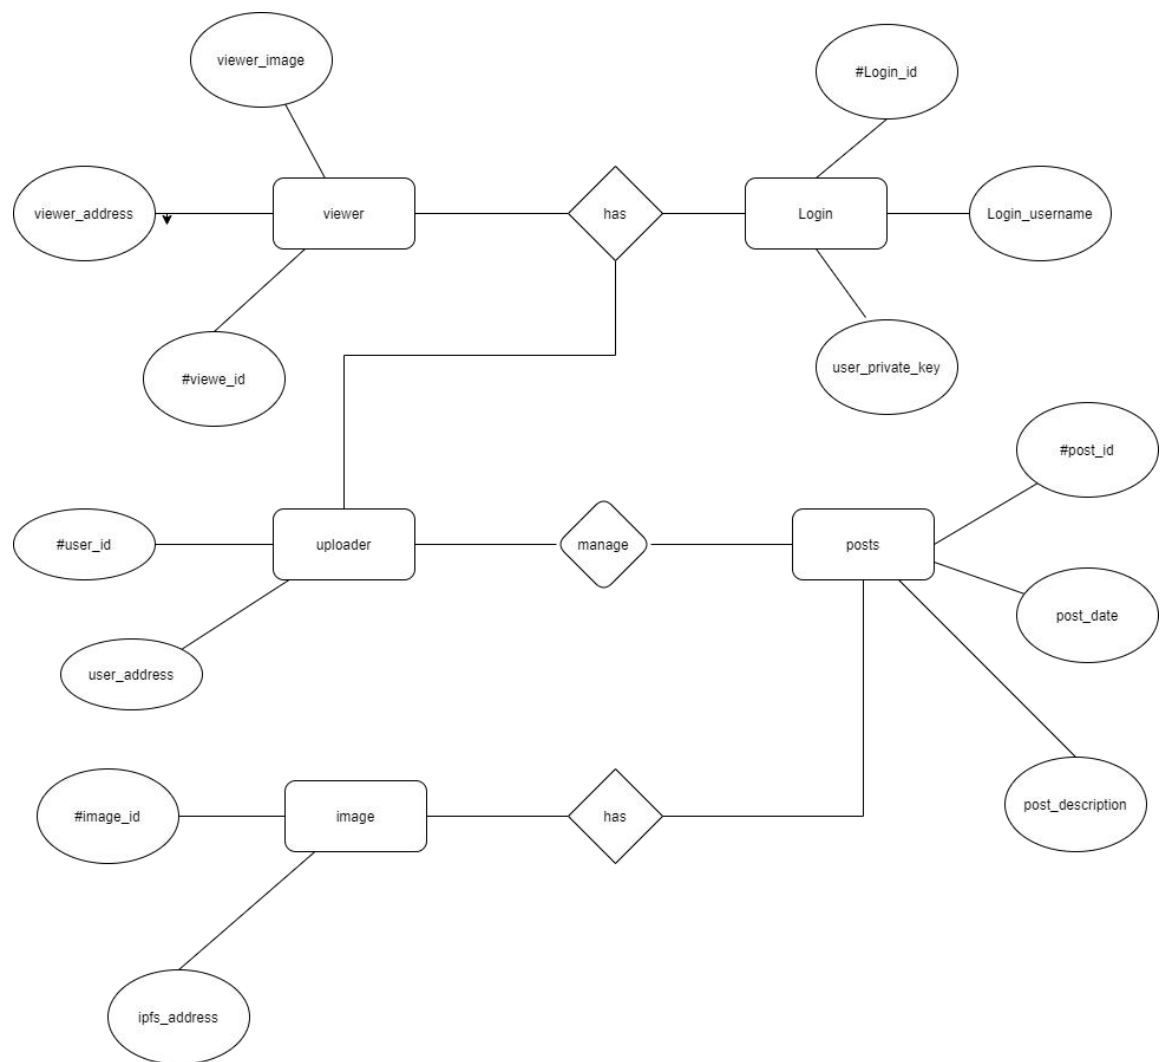 viewer_image
#Login_id
viewer_address
viewer
has
Login
Login_username
#viewe_id
user_private_key
#post_id
#user_id
uploader
manage
posts
post_date
user_address
#image_id
image
has
post_description
ipfs_address